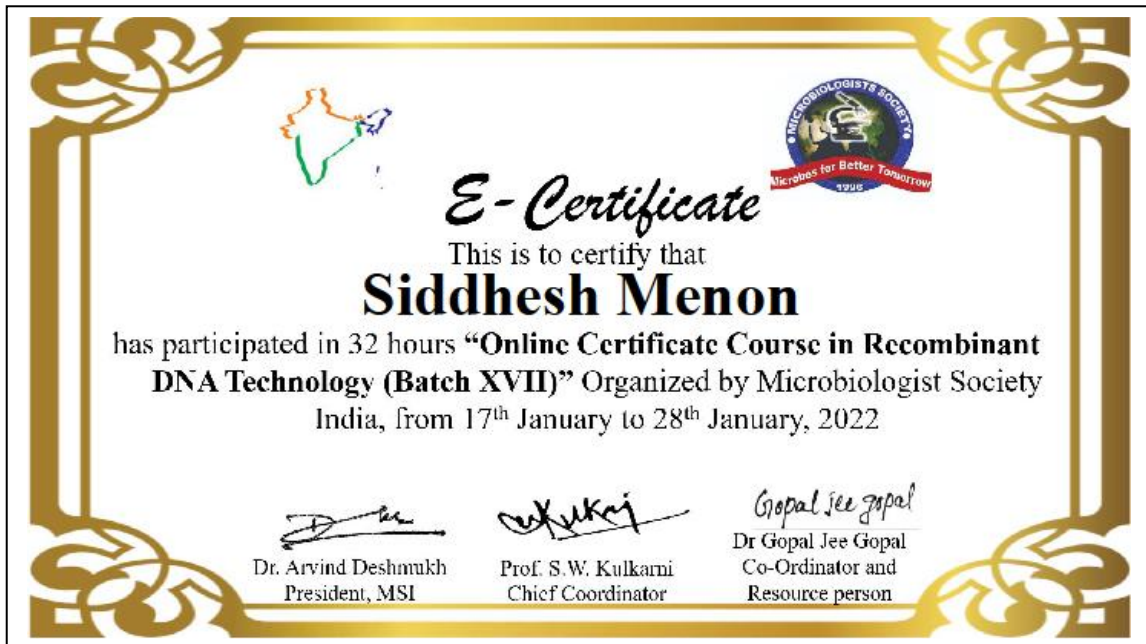 MICROBIOLOGISTS SOCIETY
Microbes for Better Tomorrow
1996
E-Certificate
This is to certify that
Siddhesh Menon
has participated in 32 hours “Online Certificate Course in Recombinant
DNA Technology (Batch XVII)” Organized by Microbiologist Society
India, from 17th January to 28th January, 2022
Gopal Jee Gopal
Dr. Arvind Deshmukh
President, MSI
Prof. S.W. Kulkarni
Chief Coordinator
Dr Gopal Jee Gopal
Co-Ordinator and
Resource person